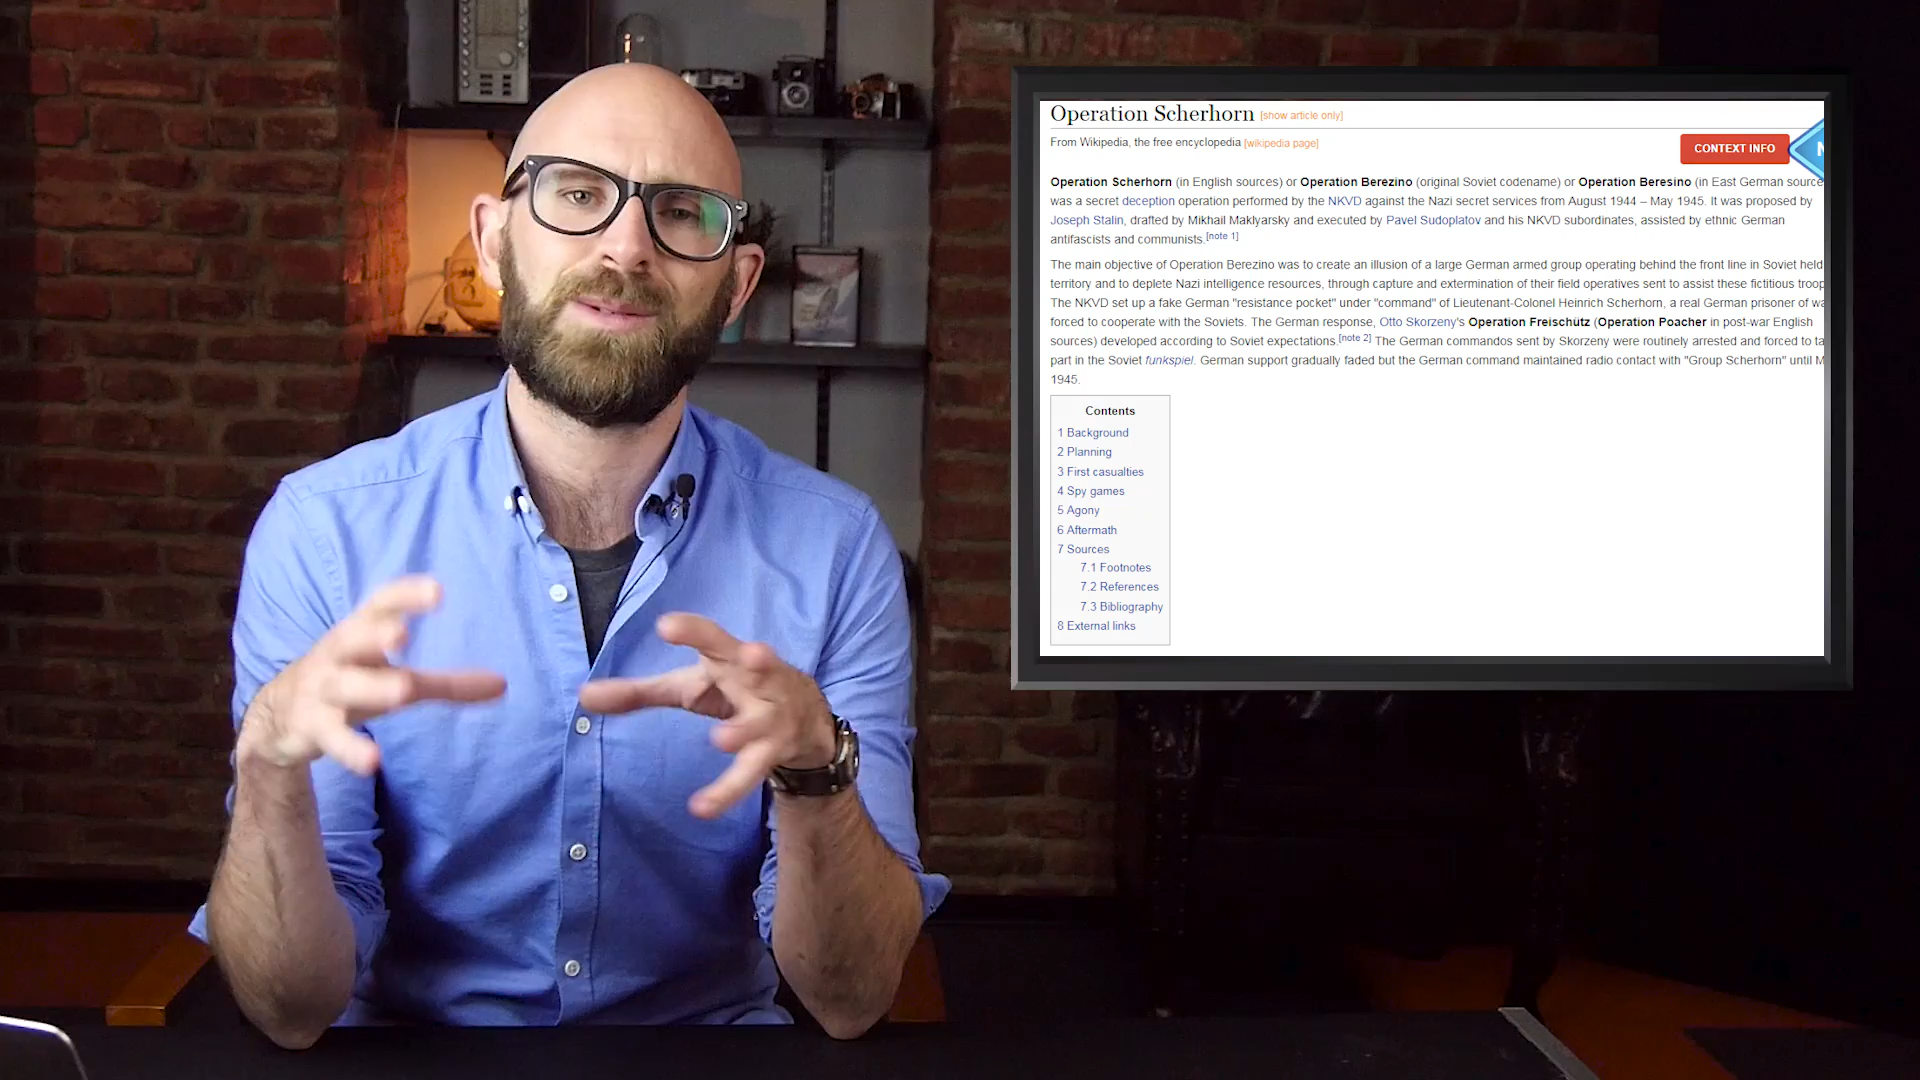 Operation Scherhorn [show article only]
From Wikipedia, the free encyclopedia [wikipedia page]
CONTEXT INFO
Operation Scherhorn (in English sources) or Operation Berezino (original Soviet codename) or Operation Beresino (in East German source
was a secret deception operation performed by the NKVD against the Nazi secret services from August 1944 – May 1945. It was proposed by
Joseph Stalin, drafted by Mikhail Maklyarsky and executed by Pavel Sudoplatov and his NKVD subordinates, assisted by ethnic German
antifascists and communists.[note 1]
The main objective of Operation Berezino was to create an illusion of a large German armed group operating behind the front line in Soviet held
territory and to deplete Nazi intelligence resources, through capture and extermination of their field operatives sent to assist these fictitious troop
The NKVD set up a fake German "resistance pocket" under "command" of Lieutenant-Colonel Heinrich Scherhorn, a real German prisoner of wa
forced to cooperate with the Soviets. The German response, Otto Skorzeny's Operation Freischütz (Operation Poacher in post-war English
sources) developed according to Soviet expectations.[note 2] The German commandos sent by Skorzeny were routinely arrested and forced to ta
part in the Soviet funkspiel. German support gradually faded but the German command maintained radio contact with "Group Scherhorn" until M
1945.
Contents
1 Background
2 Planning
3 First casualties
4 Spy games
5 Agony
6 Aftermath
7 Sources
7.1 Footnotes
7.2 References
7.3 Bibliography
8 External links